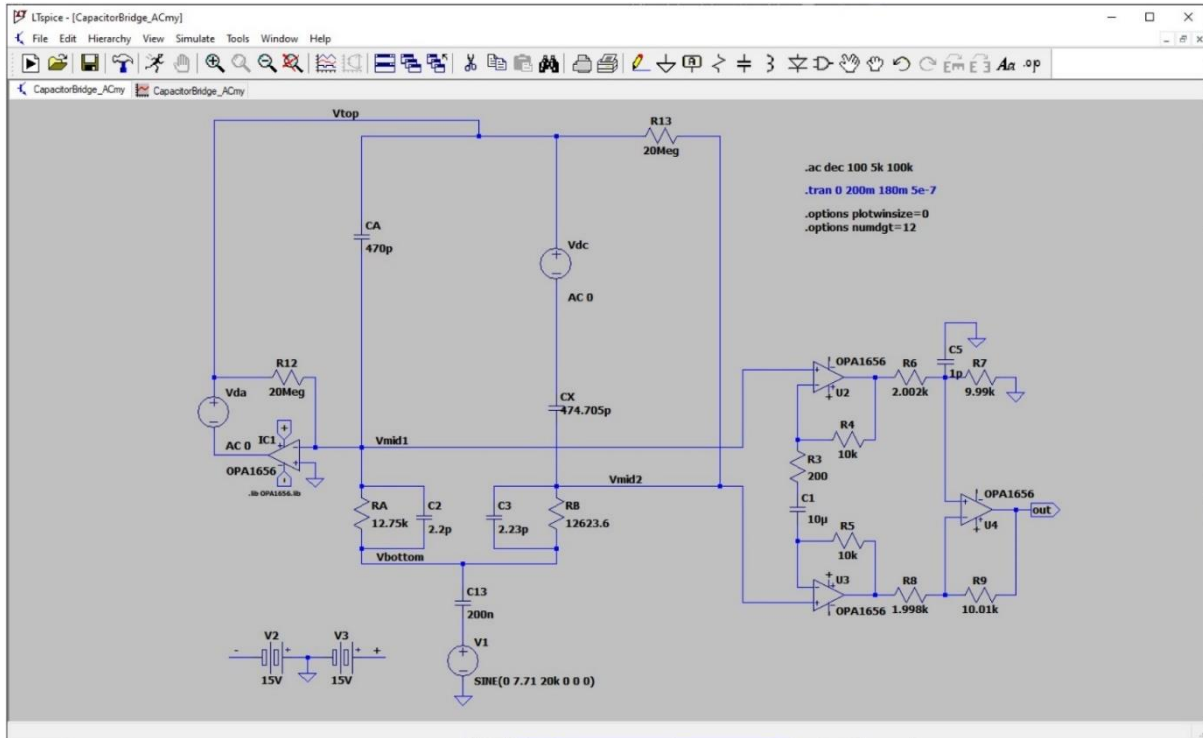 LTspice - [CapacitorBridge_ACmy]
File Edit Hierarchy View Simulate Tools Window Help
Aa .op
CapacitorBridge_ACmy CapacitorBridge_ACmy
Vtop
R13
20Meg
.ac dec 100 5k 100k
.tran 0 200m 180m 5e-7
.options plotwinsize=0
.options numdgt=12
CA
470p
Vdc
AC 0
R12
20Meg
Vda
AC 0
IC1
OPA1656
.lib OPA1656.lib
CX
474.705p
Vmid1
Vmid2
RA
12.75k
C2
2.2p
C3
2.23p
RB
12623.6
Vbottom
C13
200n
V1
SINE(0 7.71 20k 0 0 0)
V2
15V
V3
15V
OPA1656
U2
R6
2.002k
C5
1p
R7
9.99k
R4
10k
R3
200
C1
10µ
R5
10k
OPA1656
U4
out
U3
OPA1656
R8
1.998k
R9
10.01k